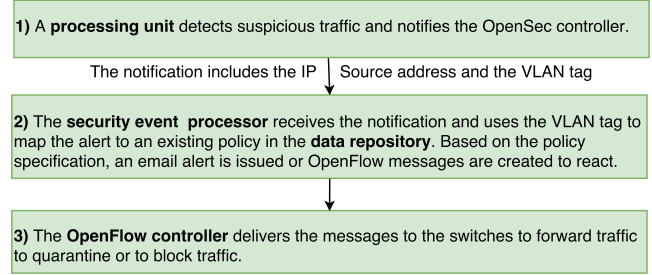 1) A processing unit detects suspicious traffic and notifies the OpenSec controller.
The notification includes the IP Source address and the VLAN tag
2) The security event processor receives the notification and uses the VLAN tag to
map the alert to an existing policy in the data repository. Based on the policy
specification, an email alert is issued or OpenFlow messages are created to react.
3) The OpenFlow controller delivers the messages to the switches to forward traffic
to quarantine or to block traffic.